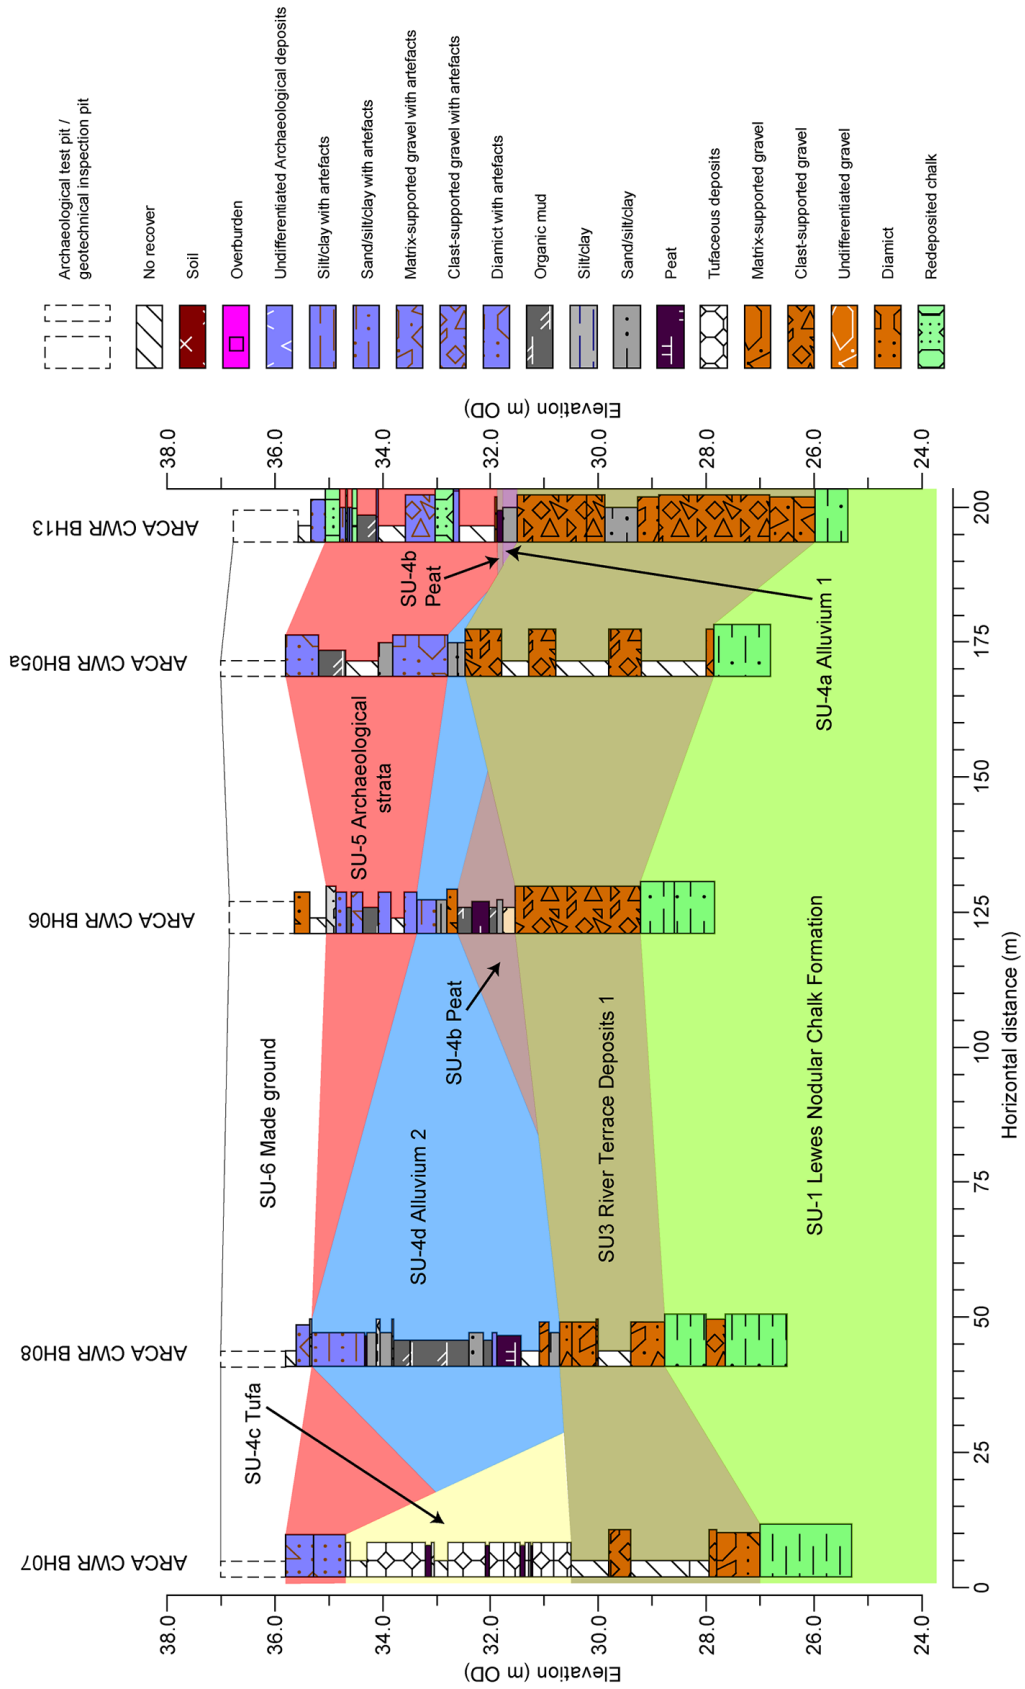 Archaeological test pit /
geotechnical inspection pit
No recover
Soil
Overburden
Undifferentiated Archaeological deposits
Silt/clay with artefacts
Sand/silt/clay with artefacts
Matrix-supported gravel with artefacts
Clast-supported gravel with artefacts
Diamict with artefacts
Organic mud
Silt/clay
Sand/silt/clay
Peat
Tufaceous deposits
Matrix-supported gravel
Clast-supported gravel
Undifferentiated gravel
Diamict
Redeposited chalk
ARCA CWR BH07
ARCA CWR BH08
ARCA CWR BH06
ARCA CWR BH05a
ARCA CWR BH13
Elevation (m OD)
38.0
36.0
34.0
32.0
30.0
28.0
26.0
24.0
Elevation (m OD)
38.0
36.0
34.0
32.0
30.0
28.0
26.0
24.0
SU-4c Tufa
SU-6 Made ground
SU-5 Archaeological
strata
SU-4d Alluvium 2
SU-4b Peat
SU-4b
Peat
SU-4a Alluvium 1
SU3 River Terrace Deposits 1
SU-1 Lewes Nodular Chalk Formation
0
25
50
75
100
125
150
175
200
Horizontal distance (m)